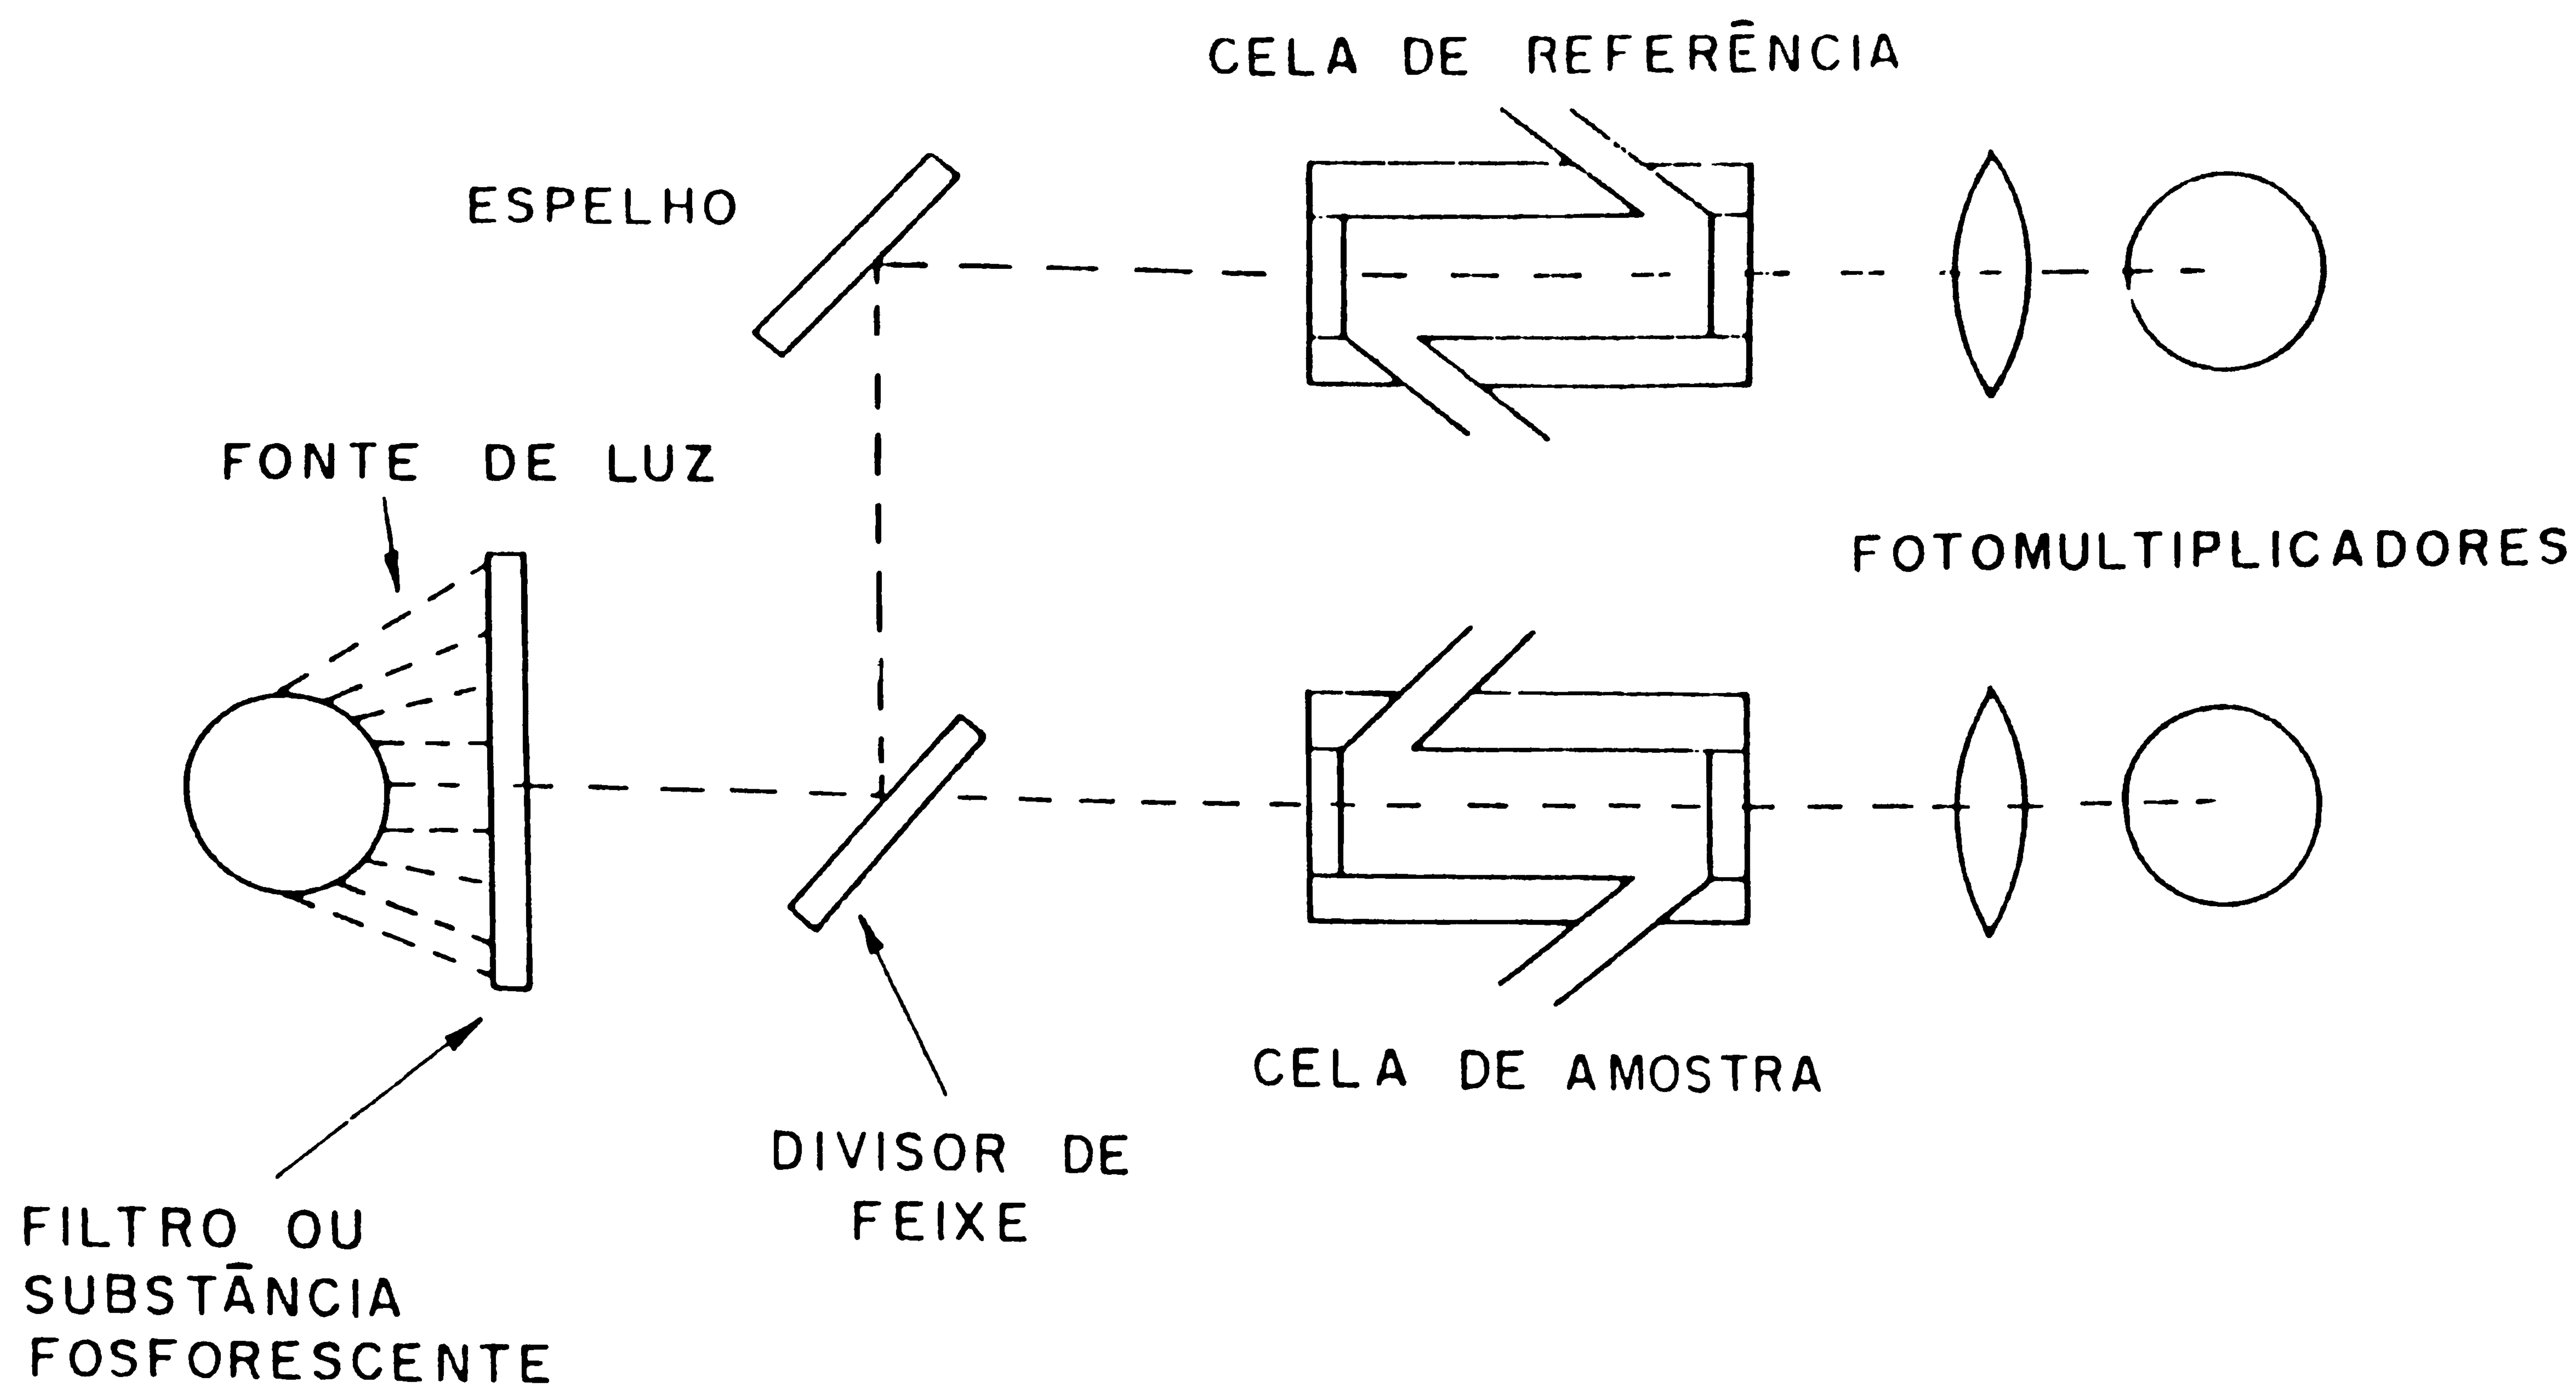 CELA DE REFERÊNCIA
ESPELHO
FONTE DE LUZ
FOTOMULTIPLICADORES
CELA DE AMOSTRA
DIVISOR DE
FEIXE
FILTRO OU
SUBSTÂNCIA
FOSFORESCENTE